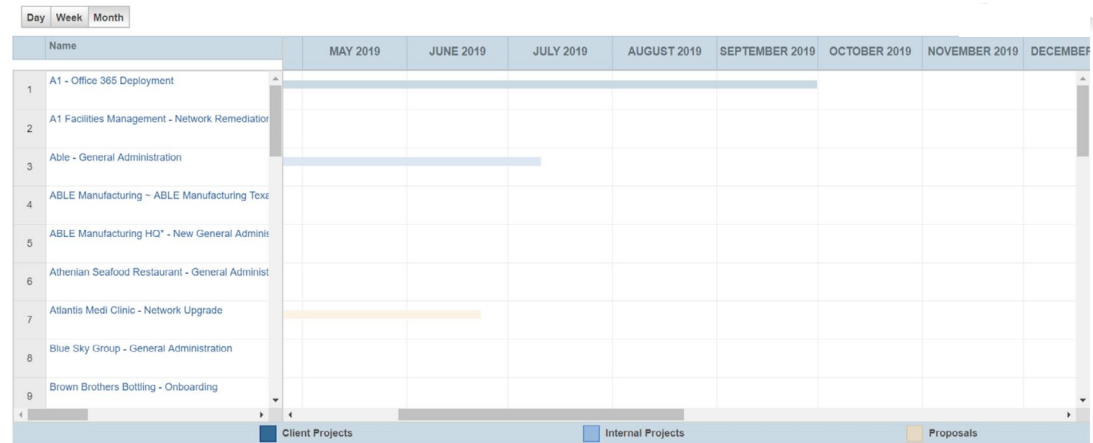 Day Week Month
Name MAY 2019 JUNE 2019 JULY 2019 AUGUST 2019 SEPTEMBER 2019 OCTOBER 2019 NOVEMBER 2019 DECEMBER
1 A1 - Office 365 Deployment
2 A1 Facilities Management - Network Remediation
3 Able - General Administration
4 ABLE Manufacturing ~ ABLE Manufacturing Texa
5 ABLE Manufacturing HQ* - New General Adminis
6 Athenian Seafood Restaurant - General Administ
7 Atlantis Medi Clinic - Network Upgrade
8 Blue Sky Group - General Administration
9 Brown Brothers Bottling - Onboarding
Client Projects Internal Projects Proposals